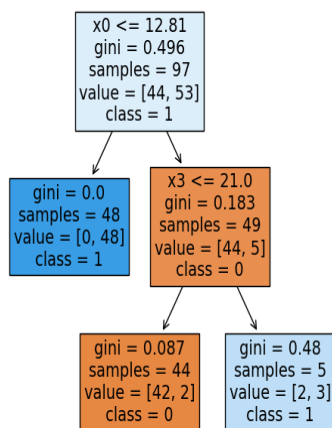 x0 <= 12.81
gini = 0.496
samples = 97
value = [44, 53]
class = 1
gini = 0.0
samples = 48
value = [0, 48]
class = 1
x3 <= 21.0
gini = 0.183
samples = 49
value = [44, 5]
class = 0
gini = 0.087
samples = 44
value = [42, 2]
class = 0
gini = 0.48
samples = 5
value = [2, 3]
class = 1